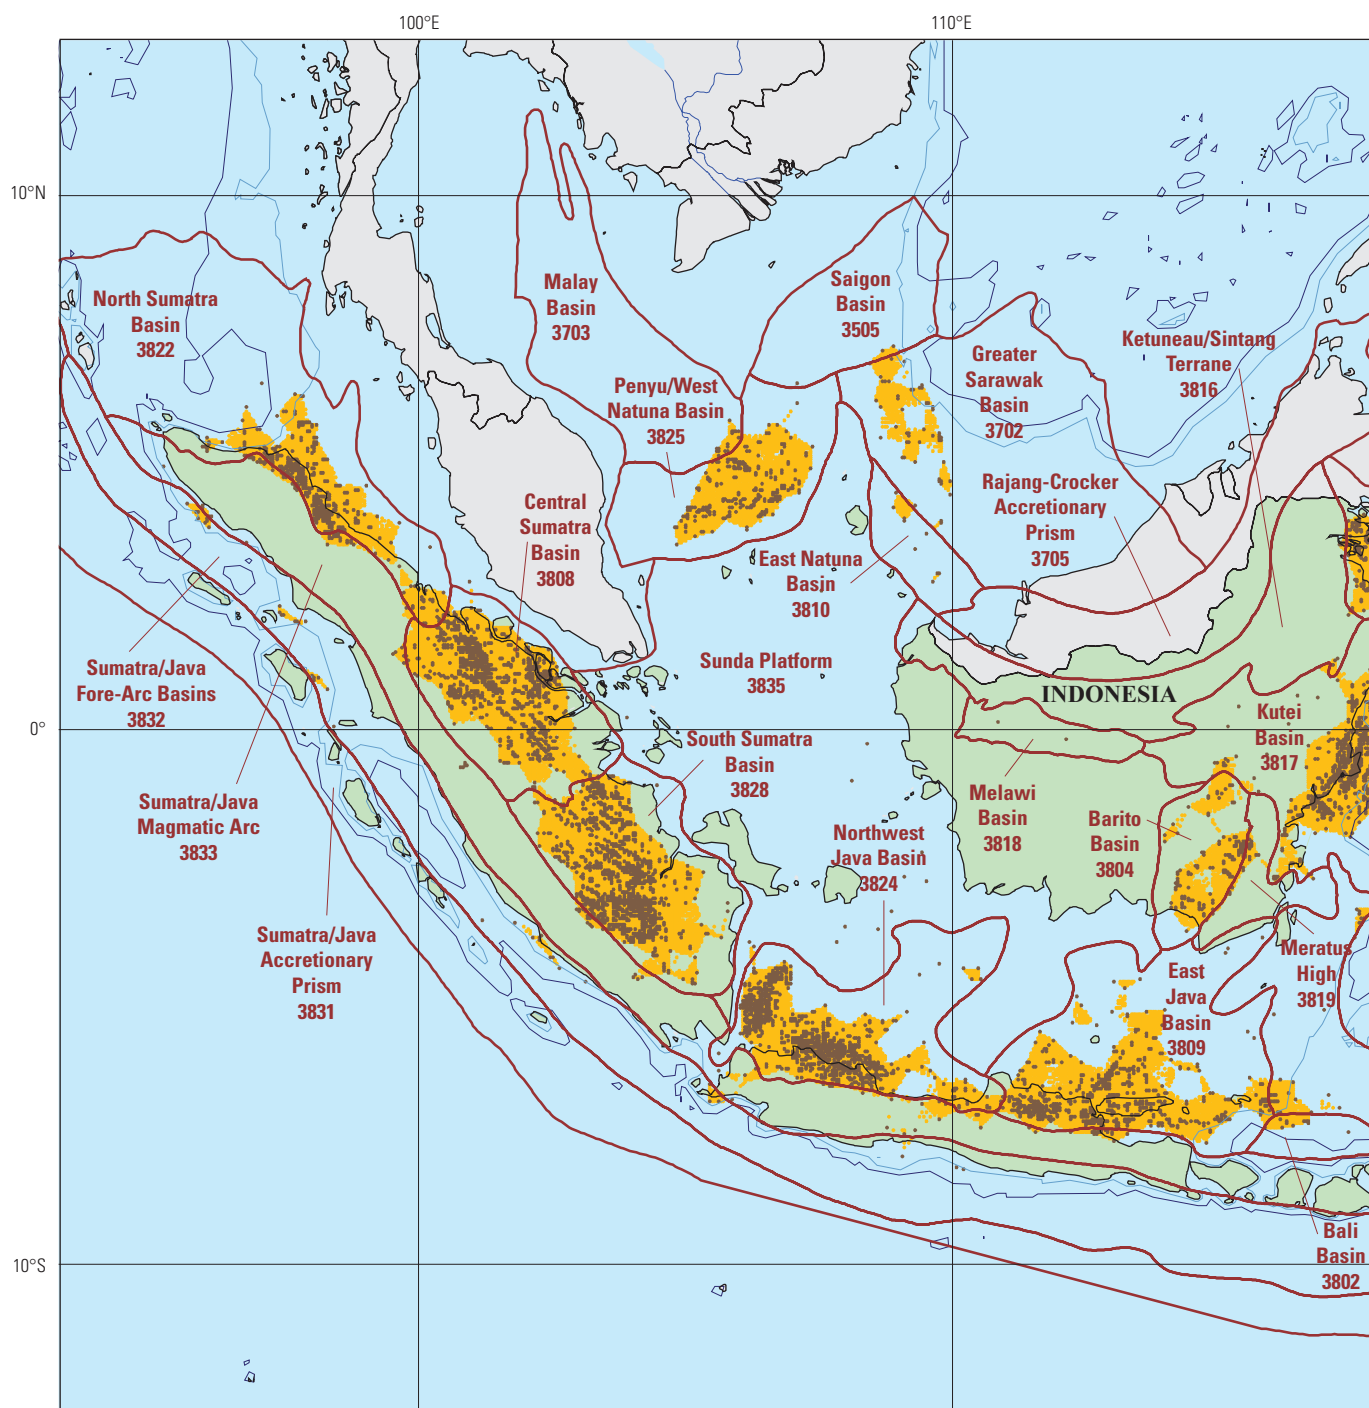 100°E
110°E
10°N
0°
10°S
North Sumatra
Basin
3822
Malay
Basin
3703
Saigon
Basin
3505
Greater
Sarawak
Basin
3702
Ketuneau/Sintang
Terrane
3816
Penyu/West
Natuna Basin
3825
Central
Sumatra
Basin
3808
Rajang-Crocker
Accretionary
Prism
3705
East Natuna
Basin
3810
Sumatra/Java
Fore-Arc Basins
3832
Sunda Platform
3835
INDONESIA
Kutei
Basin
3817
South Sumatra
Basin
3828
Sumatra/Java
Magmatic Arc
3833
Melawi
Basin
3818
Barito
Basin
3804
Northwest
Java Basin
3824
Sumatra/Java
Accretionary
Prism
3831
Meratus
High
3819
East
Java
Basin
3809
Bali
Basin
3802